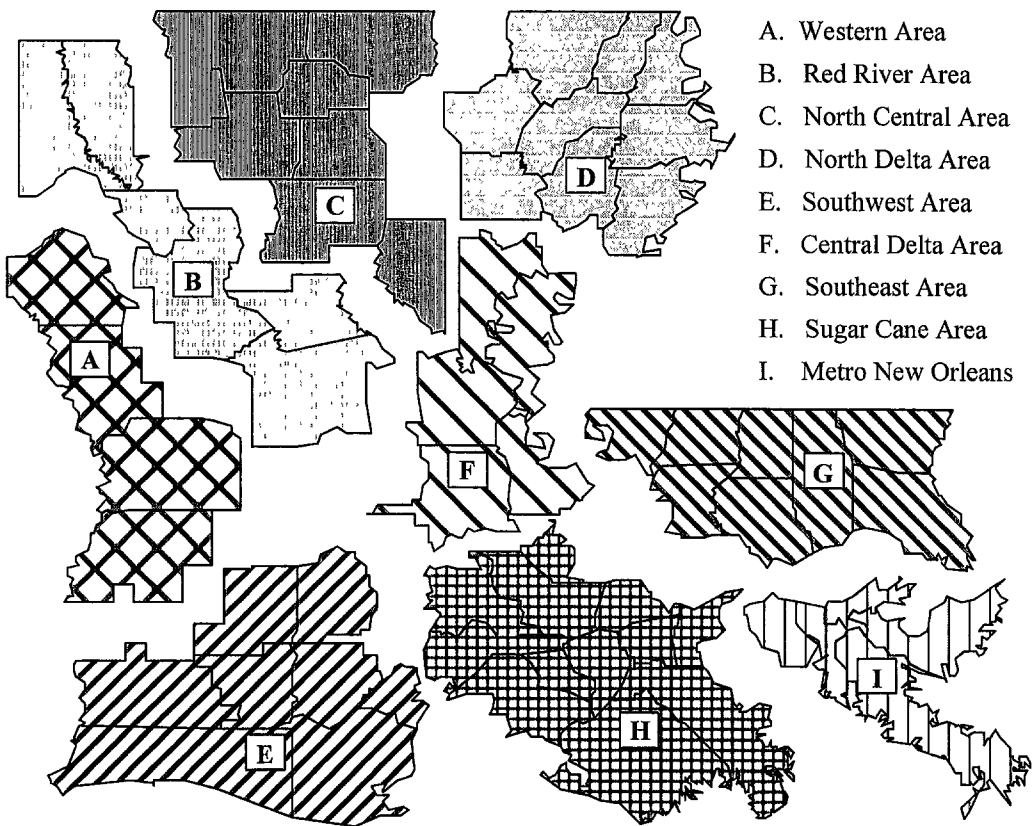 A. Western Area
B. Red River Area
C. North Central Area
D. North Delta Area
E. Southwest Area
F. Central Delta Area
G. Southeast Area
H. Sugar Cane Area
I. Metro New Orleans
D
C
B
A
F
G
I
H
E